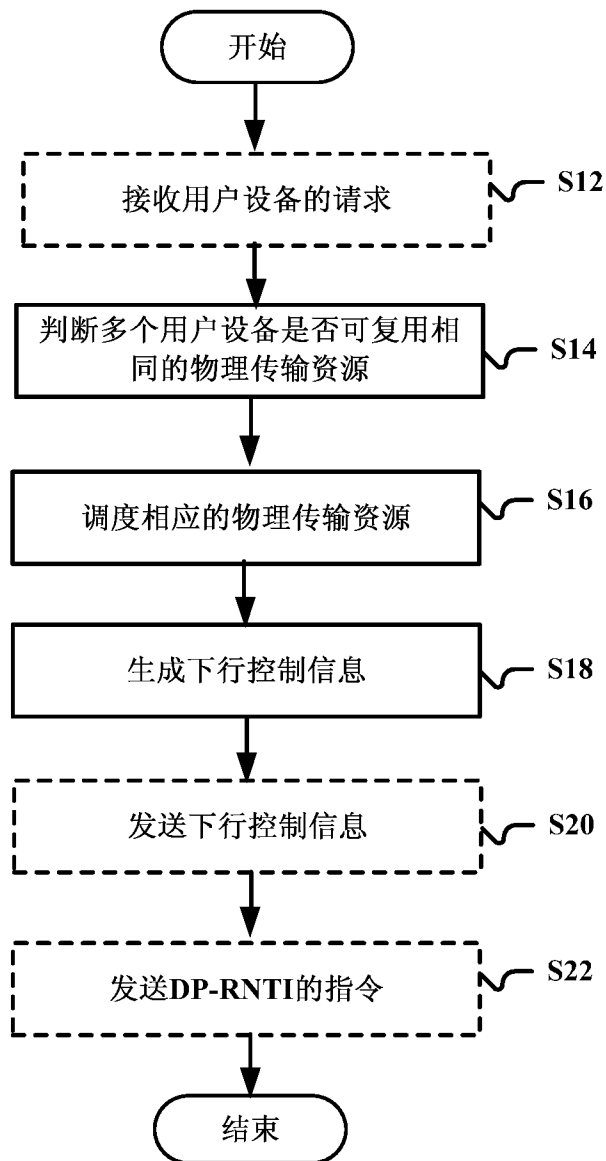 开始
接收用户设备的请求
S12
判断多个用户设备是否可复用相
同的物理传输资源
S14
调度相应的物理传输资源
S16
生成下行控制信息
S18
发送下行控制信息
S20
发送DP-RNTI的指令
S22
结束